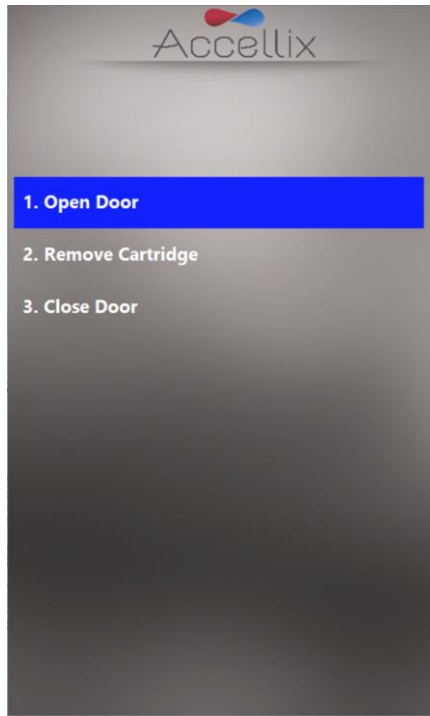 Accellix
1. Open Door
2. Remove Cartridge
3. Close Door